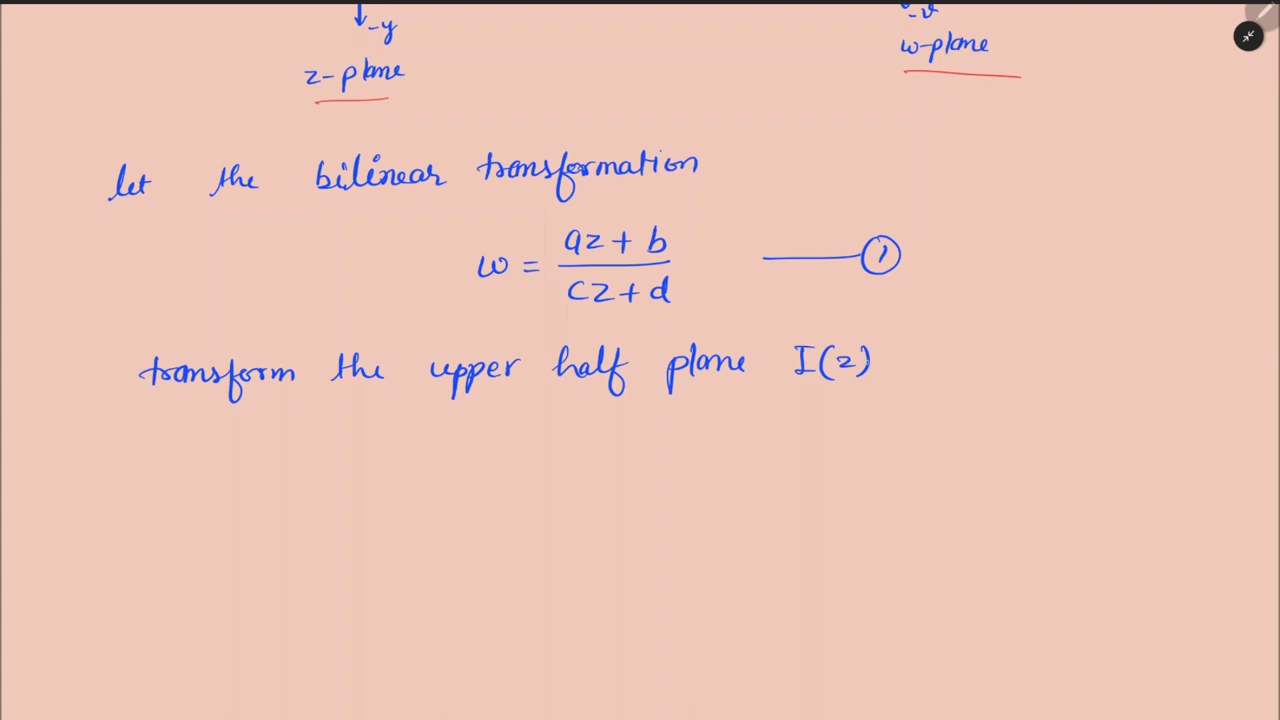 -y
-v
z-plane
w-plane
let the bilinear transformation
w = az + b / cz + d ——— ①
transform the upper half plane I(z)